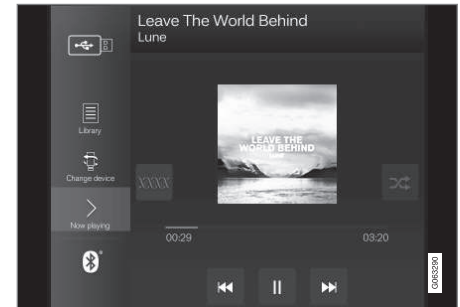 Leave The World Behind
Lune
Library
LEAVE THE
WORLD BEHIND
LUNE
Change device
XXXX
Now playing
00:29
03:20
G063290